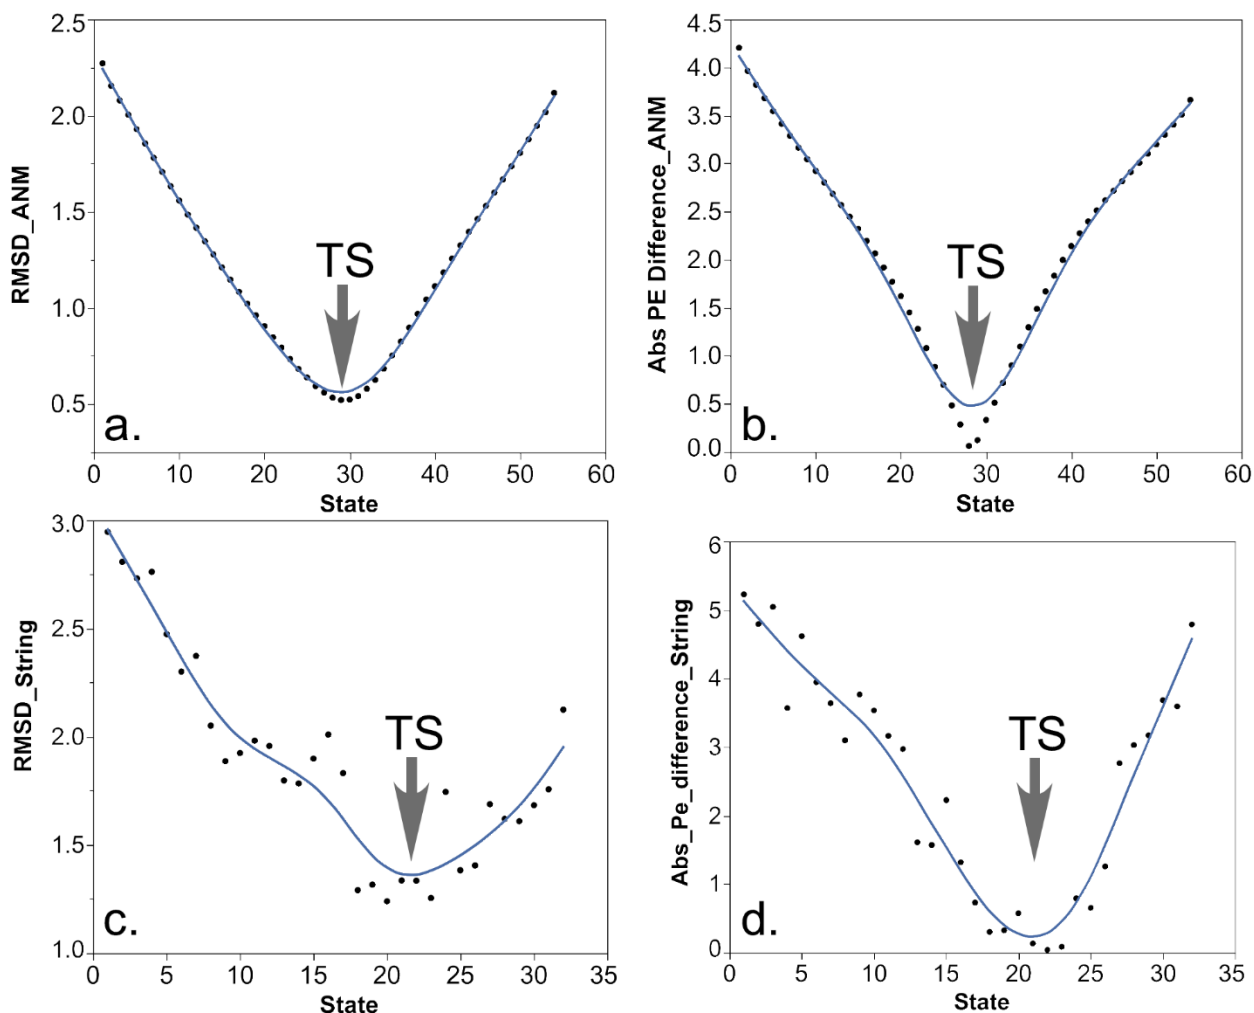 2.5
2.0
1.5
1.0
0.5
RMSD_ANM
TS
a.
0 10 20 30 40 50 60
State
4.5
4.0
3.5
3.0
2.5
2.0
1.5
1.0
0.5
0.0
Abs PE Difference_ANM
TS
b.
0 10 20 30 40 50 60
State
3.0
2.5
2.0
1.5
1.0
RMSD_String
TS
c.
0 5 10 15 20 25 30 35
State
6
5
4
3
2
1
0
Abs_Pe_difference_String
TS
d.
0 5 10 15 20 25 30 35
State